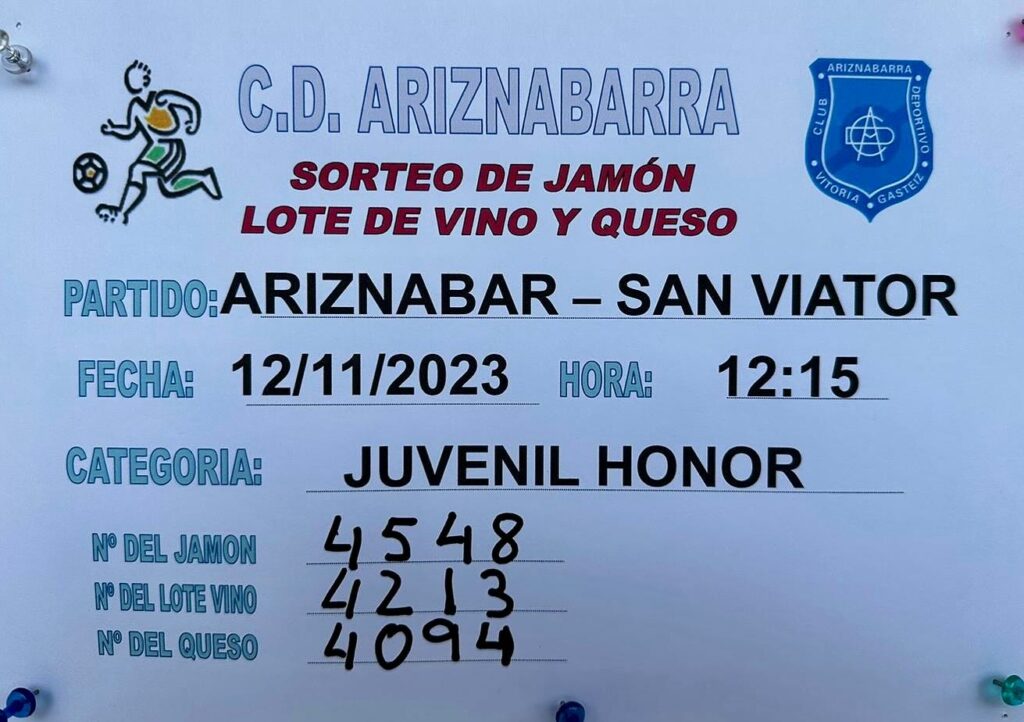 C.D. ARIZNABARRA
SORTEO DE JAMÓN
LOTE DE VINO Y QUESO
ARIZNABARRA
CLUB
DEPORTIVO
VITORIA
GASTEIZ
PARTIDO: ARIZNABAR – SAN VIATOR
FECHA: 12/11/2023 HORA: 12:15
CATEGORIA: JUVENIL HONOR
Nº DEL JAMON 4548
Nº DEL LOTE VINO 4213
Nº DEL QUESO 4094